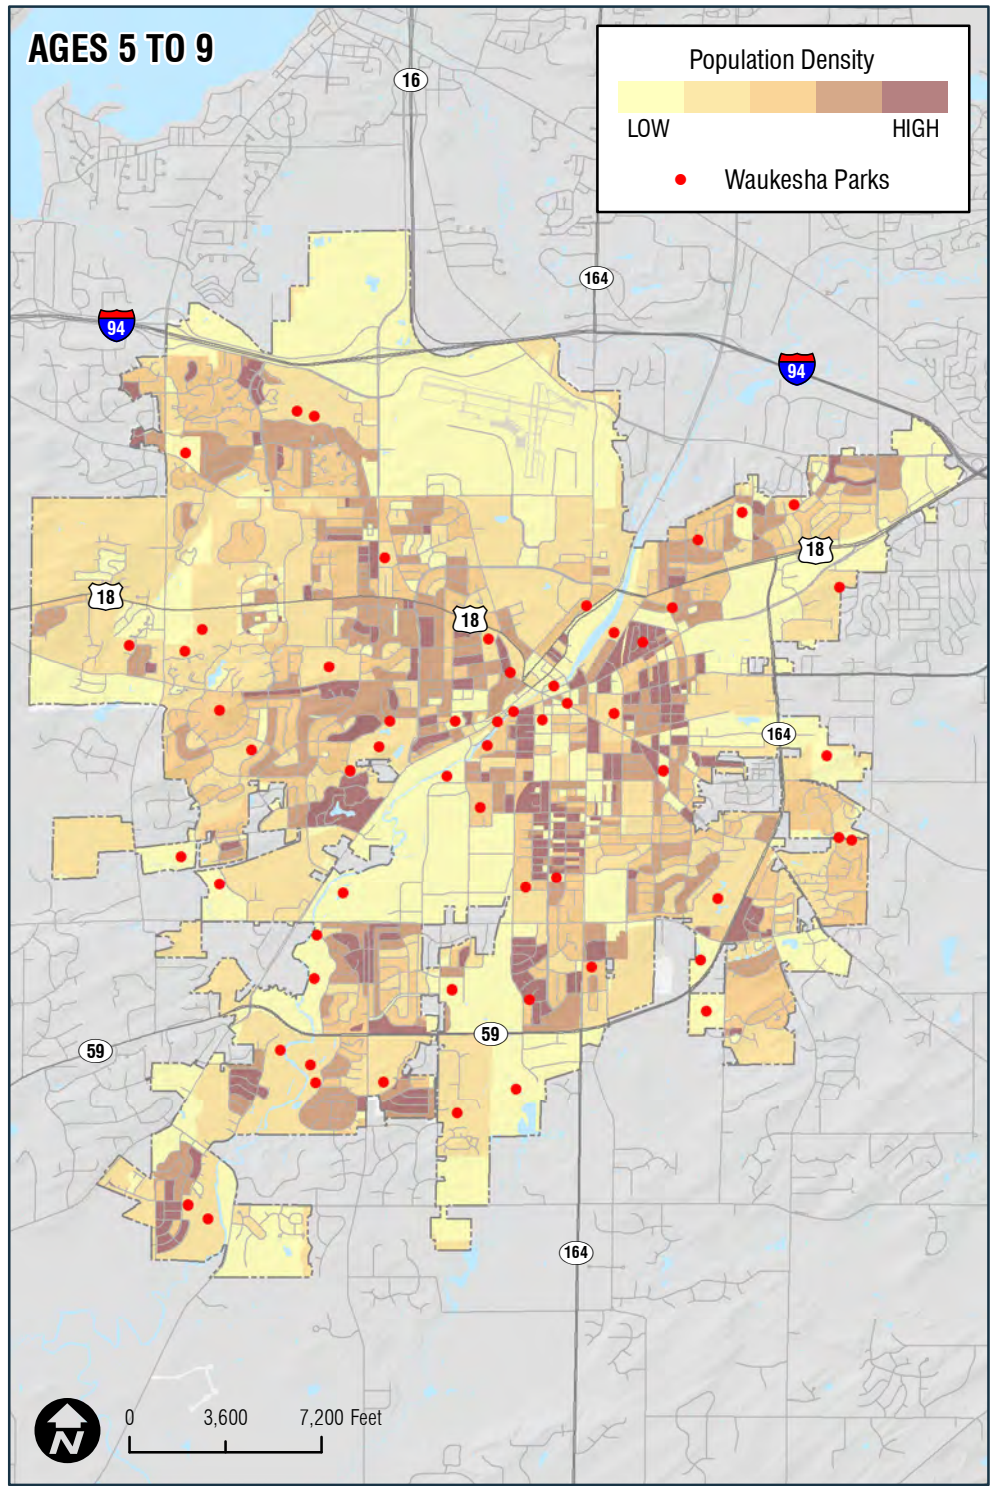 AGES 5 TO 9
Population Density
LOW
HIGH
Waukesha Parks
16
164
94
94
18
18
18
164
59
59
164
N
0
3,600
7,200 Feet